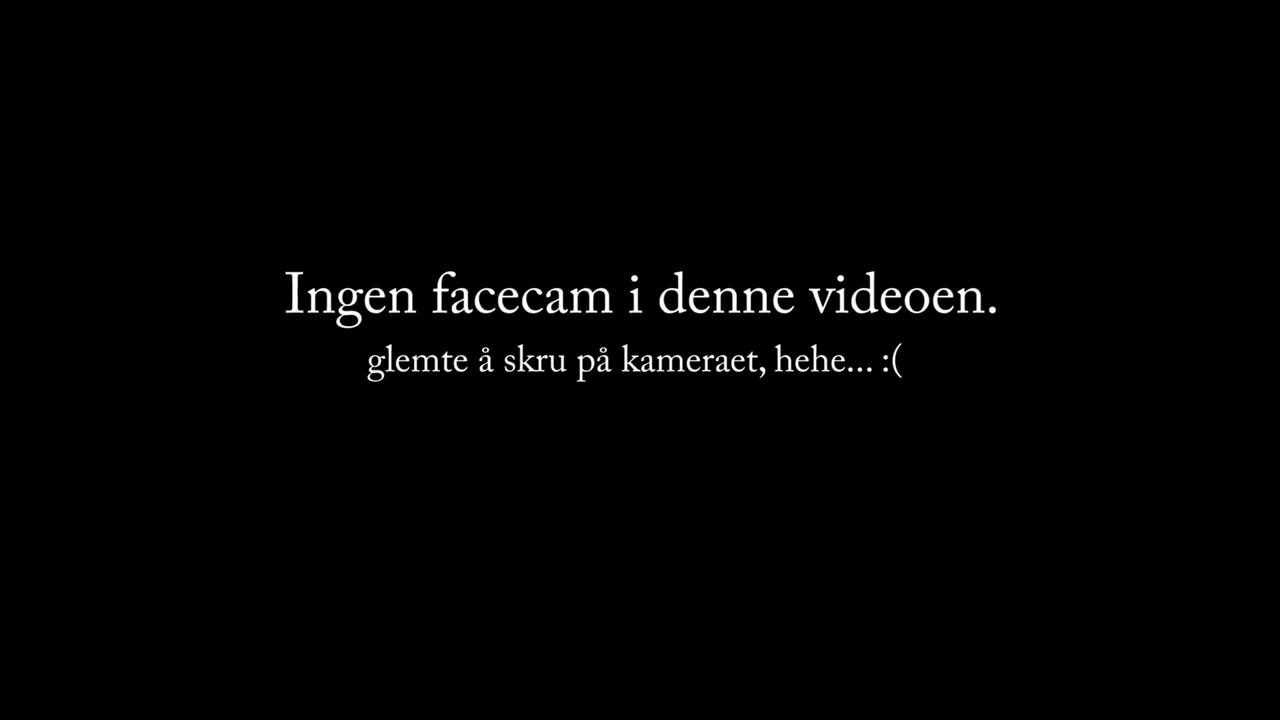 Ingen facecam i denne videoen.
glemte å skru på kameraet, hehe... :(